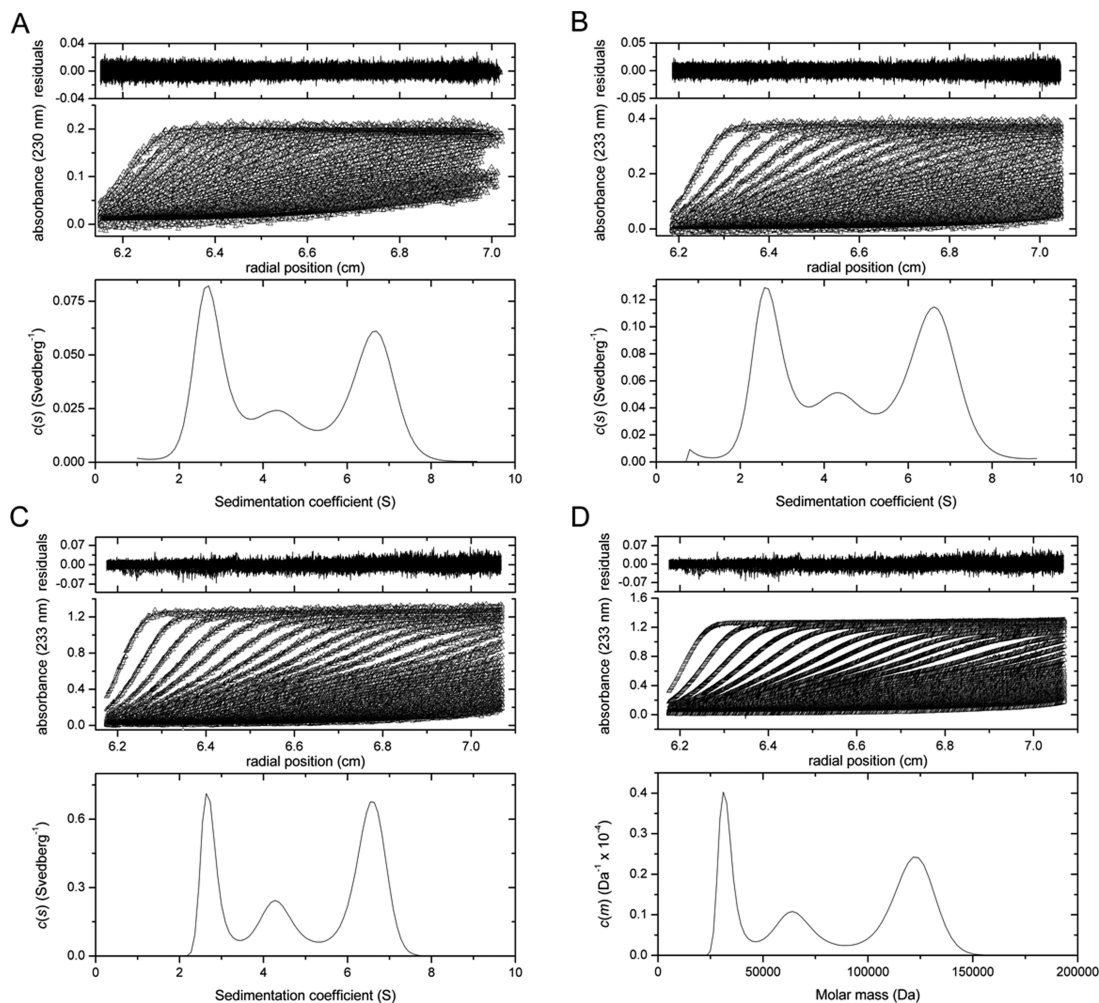 A
residuals
0.04
0.00
-0.04
absorbance (230 nm)
0.2
0.1
0.0
6.2 6.4 6.6 6.8 7.0
radial position (cm)
c(s) (Svedberg⁻¹)
0.075
0.050
0.025
0.000
0 2 4 6 8 10
Sedimentation coefficient (S)
B
residuals
0.05
0.00
-0.05
absorbance (233 nm)
0.4
0.2
0.0
6.2 6.4 6.6 6.8 7.0
radial position (cm)
c(s) (Svedberg⁻¹)
0.12
0.10
0.08
0.06
0.04
0.02
0.00
0 2 4 6 8 10
Sedimentation coefficient (S)
C
residuals
0.07
0.00
-0.07
absorbance (233 nm)
1.2
0.8
0.4
0.0
6.2 6.4 6.6 6.8 7.0
radial position (cm)
c(s) (Svedberg⁻¹)
0.6
0.3
0.0
0 2 4 6 8 10
Sedimentation coefficient (S)
D
residuals
0.07
0.00
-0.07
absorbance (233 nm)
1.6
1.2
0.8
0.4
0.0
6.2 6.4 6.6 6.8 7.0
radial position (cm)
c(m) (Da⁻¹ x 10⁻⁴)
0.4
0.3
0.2
0.1
0.0
0 50000 100000 150000 200000
Molar mass (Da)